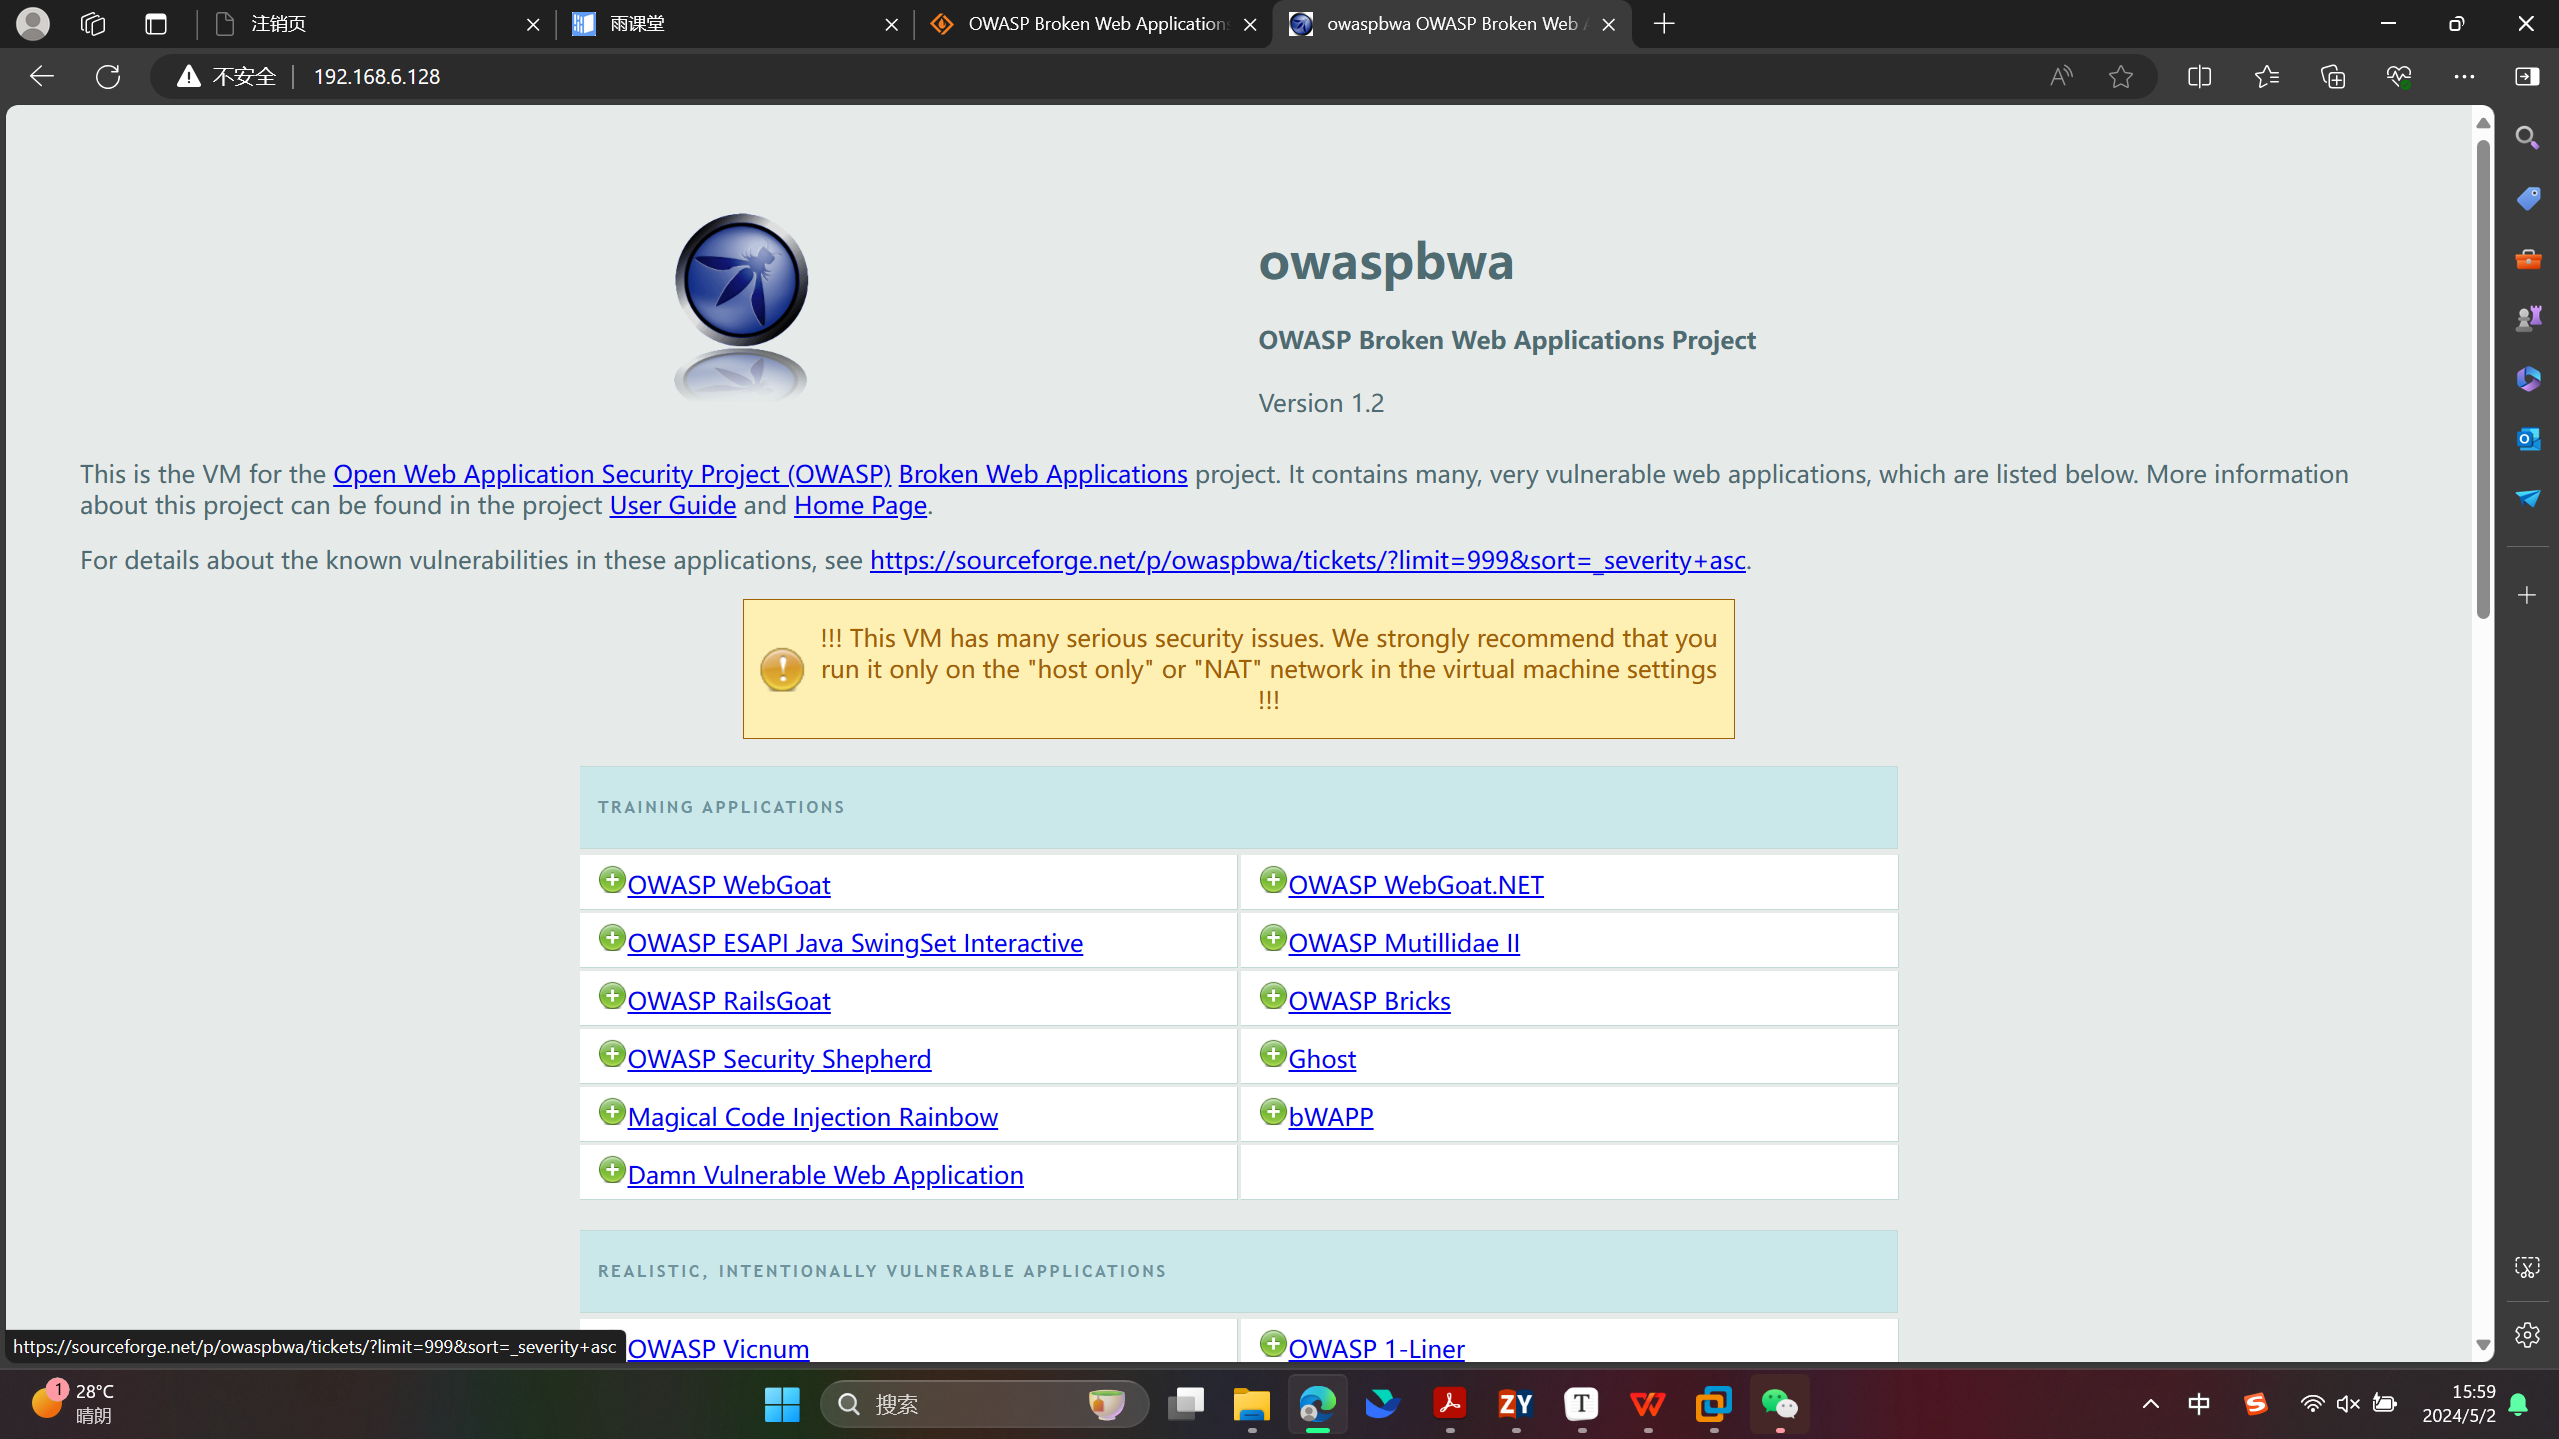 注销页
雨课堂
OWASP Broken Web Applications
owaspbwa OWASP Broken Web A
不安全
192.168.6.128
owaspbwa
OWASP Broken Web Applications Project
Version 1.2
This is the VM for the Open Web Application Security Project (OWASP) Broken Web Applications project. It contains many, very vulnerable web applications, which are listed below. More information
about this project can be found in the project User Guide and Home Page.
For details about the known vulnerabilities in these applications, see https://sourceforge.net/p/owaspbwa/tickets/?limit=999&sort=_severity+asc.
!!! This VM has many serious security issues. We strongly recommend that you
run it only on the "host only" or "NAT" network in the virtual machine settings
!!!
TRAINING APPLICATIONS
OWASP WebGoat
OWASP WebGoat.NET
OWASP ESAPI Java SwingSet Interactive
OWASP Mutillidae II
OWASP RailsGoat
OWASP Bricks
OWASP Security Shepherd
Ghost
Magical Code Injection Rainbow
bWAPP
Damn Vulnerable Web Application
REALISTIC, INTENTIONALLY VULNERABLE APPLICATIONS
OWASP Vicnum
OWASP 1-Liner
https://sourceforge.net/p/owaspbwa/tickets/?limit=999&sort=_severity+asc
1
28°C
晴朗
搜索
ZY
T
W
中
S
15:59
2024/5/2